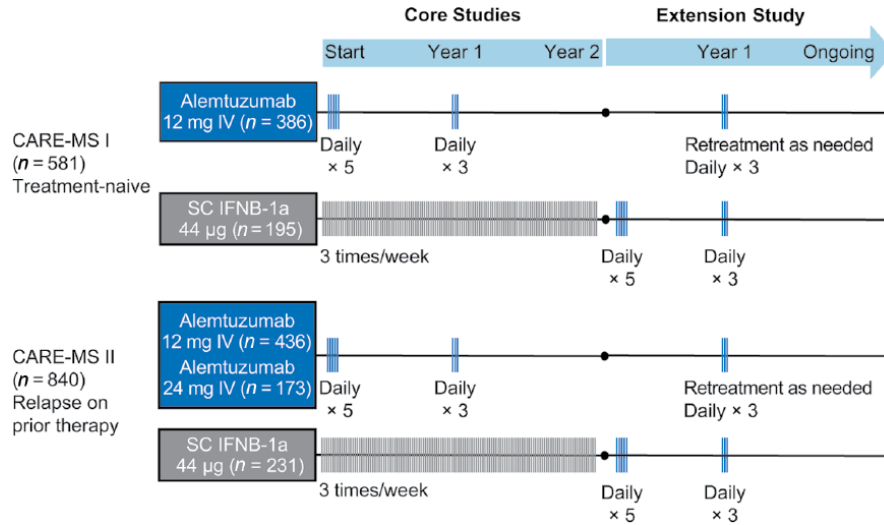 Core Studies
Extension Study
Start
Year 1
Year 2
Year 1
Ongoing
CARE-MS I
(n = 581)
Treatment-naive
Alemtuzumab
12 mg IV (n = 386)
Daily
× 5
Daily
× 3
Retreatment as needed
Daily × 3
SC IFNB-1a
44 µg (n = 195)
3 times/week
Daily
× 5
Daily
× 3
CARE-MS II
(n = 840)
Relapse on
prior therapy
Alemtuzumab
12 mg IV (n = 436)
Alemtuzumab
24 mg IV (n = 173)
Daily
× 5
Daily
× 3
Retreatment as needed
Daily × 3
SC IFNB-1a
44 µg (n = 231)
3 times/week
Daily
× 5
Daily
× 3